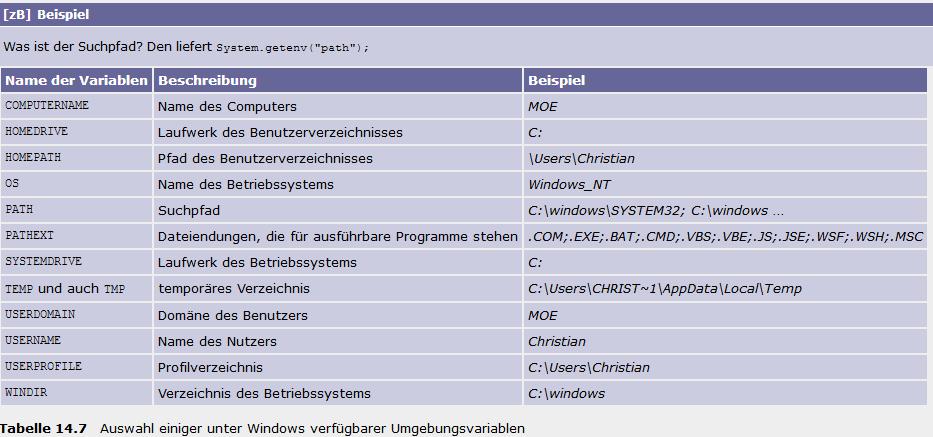 [zB] Beispiel
Was ist der Suchpfad? Den liefert System.getenv("path");
Name der Variablen Beschreibung Beispiel
COMPUTERNAME Name des Computers MOE
HOMEDRIVE Laufwerk des Benutzerverzeichnisses C:
HOMEPATH Pfad des Benutzerverzeichnisses \Users\Christian
OS Name des Betriebssystems Windows_NT
PATH Suchpfad C:\windows\SYSTEM32; C:\windows ...
PATHEXT Dateiendungen, die für ausführbare Programme stehen .COM;.EXE;.BAT;.CMD;.VBS;.VBE;.JS;.JSE;.WSF;.WSH;.MSC
SYSTEMDRIVE Laufwerk des Betriebssystems C:
TEMP und auch TMP temporäres Verzeichnis C:\Users\CHRIST~1\AppData\Local\Temp
USERDOMAIN Domäne des Benutzers MOE
USERNAME Name des Nutzers Christian
USERPROFILE Profilverzeichnis C:\Users\Christian
WINDIR Verzeichnis des Betriebssystems C:\windows
Tabelle 14.7 Auswahl einiger unter Windows verfügbarer Umgebungsvariablen